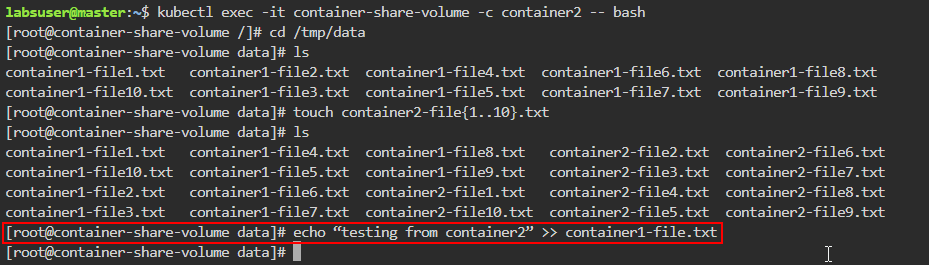 labsuser@master:~$ kubectl exec -it container-share-volume -c container2 -- bash
[root@container-share-volume /]# cd /tmp/data
[root@container-share-volume data]# ls
container1-file1.txt container1-file2.txt container1-file4.txt container1-file6.txt container1-file8.txt
container1-file10.txt container1-file3.txt container1-file5.txt container1-file7.txt container1-file9.txt
[root@container-share-volume data]# touch container2-file{1..10}.txt
[root@container-share-volume data]# ls
container1-file1.txt container1-file4.txt container1-file8.txt container2-file2.txt container2-file6.txt
container1-file10.txt container1-file5.txt container1-file9.txt container2-file3.txt container2-file7.txt
container1-file2.txt container1-file6.txt container2-file1.txt container2-file4.txt container2-file8.txt
container1-file3.txt container1-file7.txt container2-file10.txt container2-file5.txt container2-file9.txt
[root@container-share-volume data]# echo “testing from container2” >> container1-file.txt
[root@container-share-volume data]#